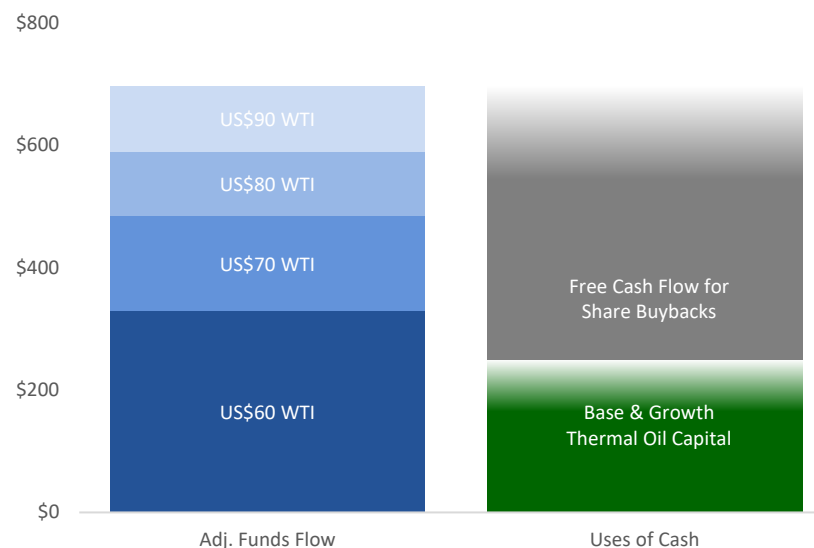 $800
$600
$400
$200
$0
US$90 WTI
US$80 WTI
US$70 WTI
US$60 WTI
Free Cash Flow for
Share Buybacks
Base & Growth
Thermal Oil Capital
Adj. Funds Flow
Uses of Cash